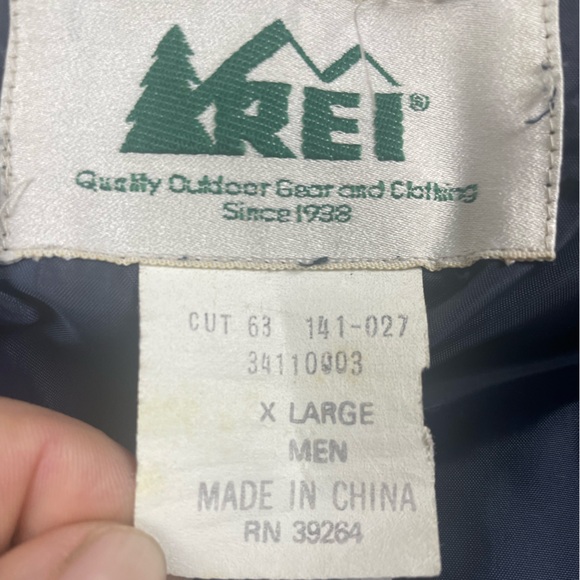 REI®
Quality Outdoor Gear and Clothing
Since 1938
CUT 63 141-027
34110003
X LARGE
MEN
MADE IN CHINA
RN 39264